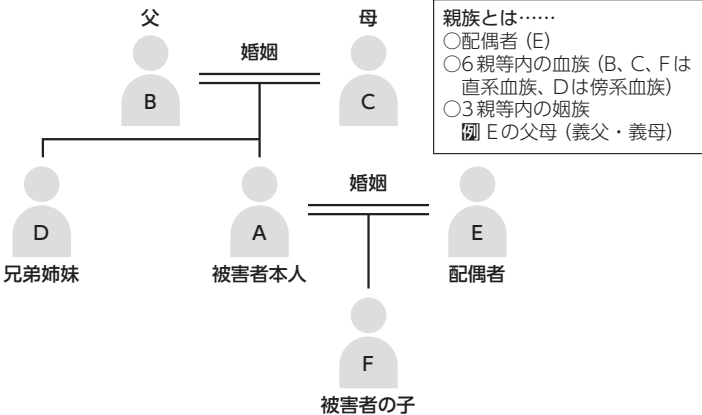 父
母
婚姻
B
C
親族とは……
○配偶者（E）
○6親等内の血族（B、C、Fは
直系血族、Dは傍系血族）
○3親等内の姻族
例 Eの父母（義父・義母）
婚姻
D
A
E
兄弟姉妹
被害者本人
配偶者
F
被害者の子